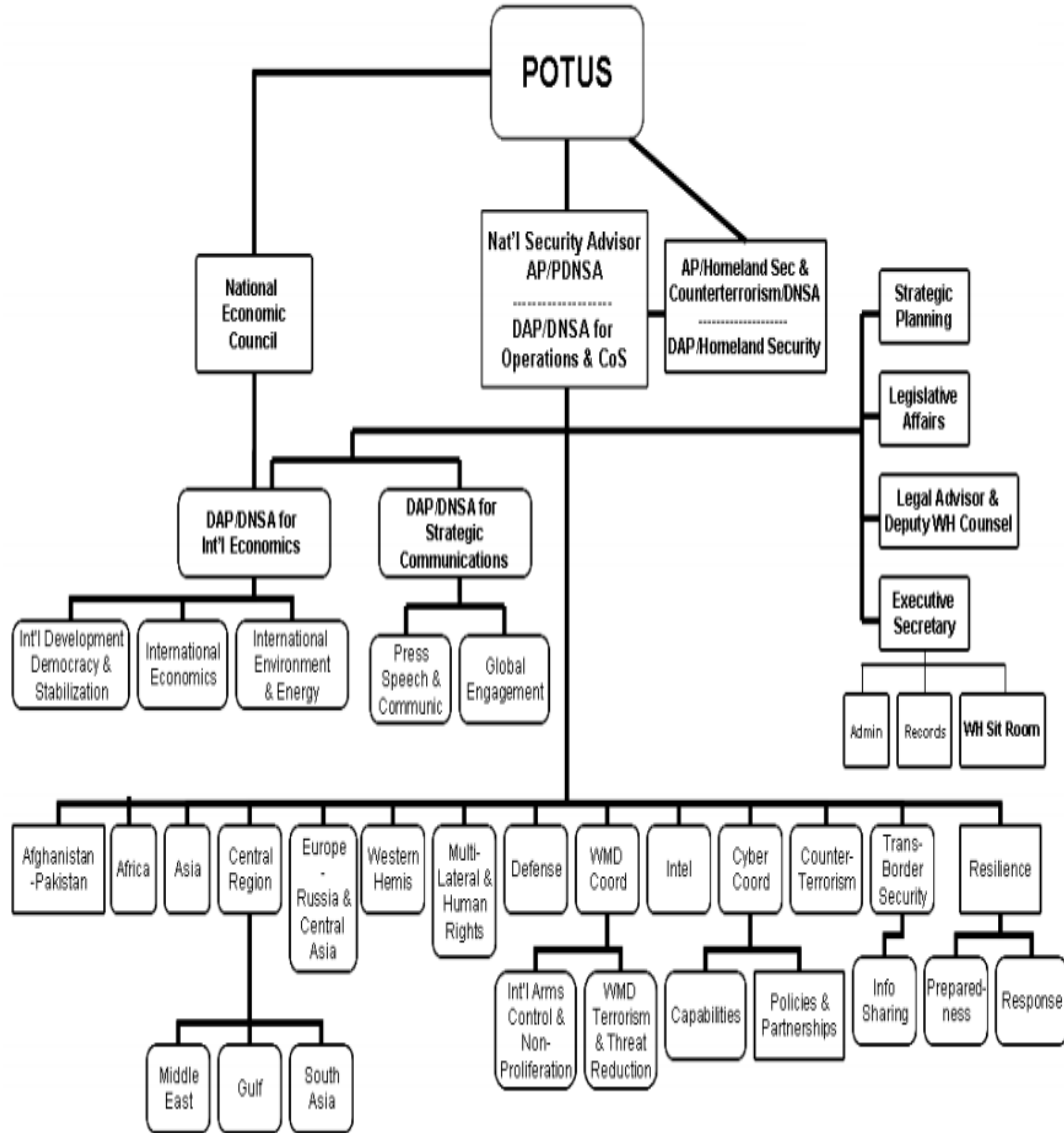 POTUS
National
Economic
Council
Nat'l Security Advisor
AP/PDNSA
--------------------
DAP/DNSA for
Operations & CoS
AP/Homeland Sec &
Counterterrorism/DNSA
--------------------
DAP/Homeland Security
Strategic
Planning
Legislative
Affairs
Legal Advisor &
Deputy WH Counsel
Executive
Secretary
Admin
Records
WH Sit Room
DAP/DNSA for
Int'l Economics
DAP/DNSA for
Strategic
Communications
Int'l Development
Democracy &
Stabilization
International
Economics
International
Environment
& Energy
Press
Speech &
Communic
Global
Engagement
Afghanistan
-Pakistan
Africa
Asia
Central
Region
Europe
-
Russia &
Central
Asia
Western
Hemis
Multi-
Lateral &
Human
Rights
Defense
WMD
Coord
Intel
Cyber
Coord
Counter-
Terrorism
Trans-
Border
Security
Resilience
Middle
East
Gulf
South
Asia
Int'l Arms
Control &
Non-
Proliferation
WMD
Terrorism
& Threat
Reduction
Capabilities
Policies &
Partnerships
Info
Sharing
Prepared-
ness
Response